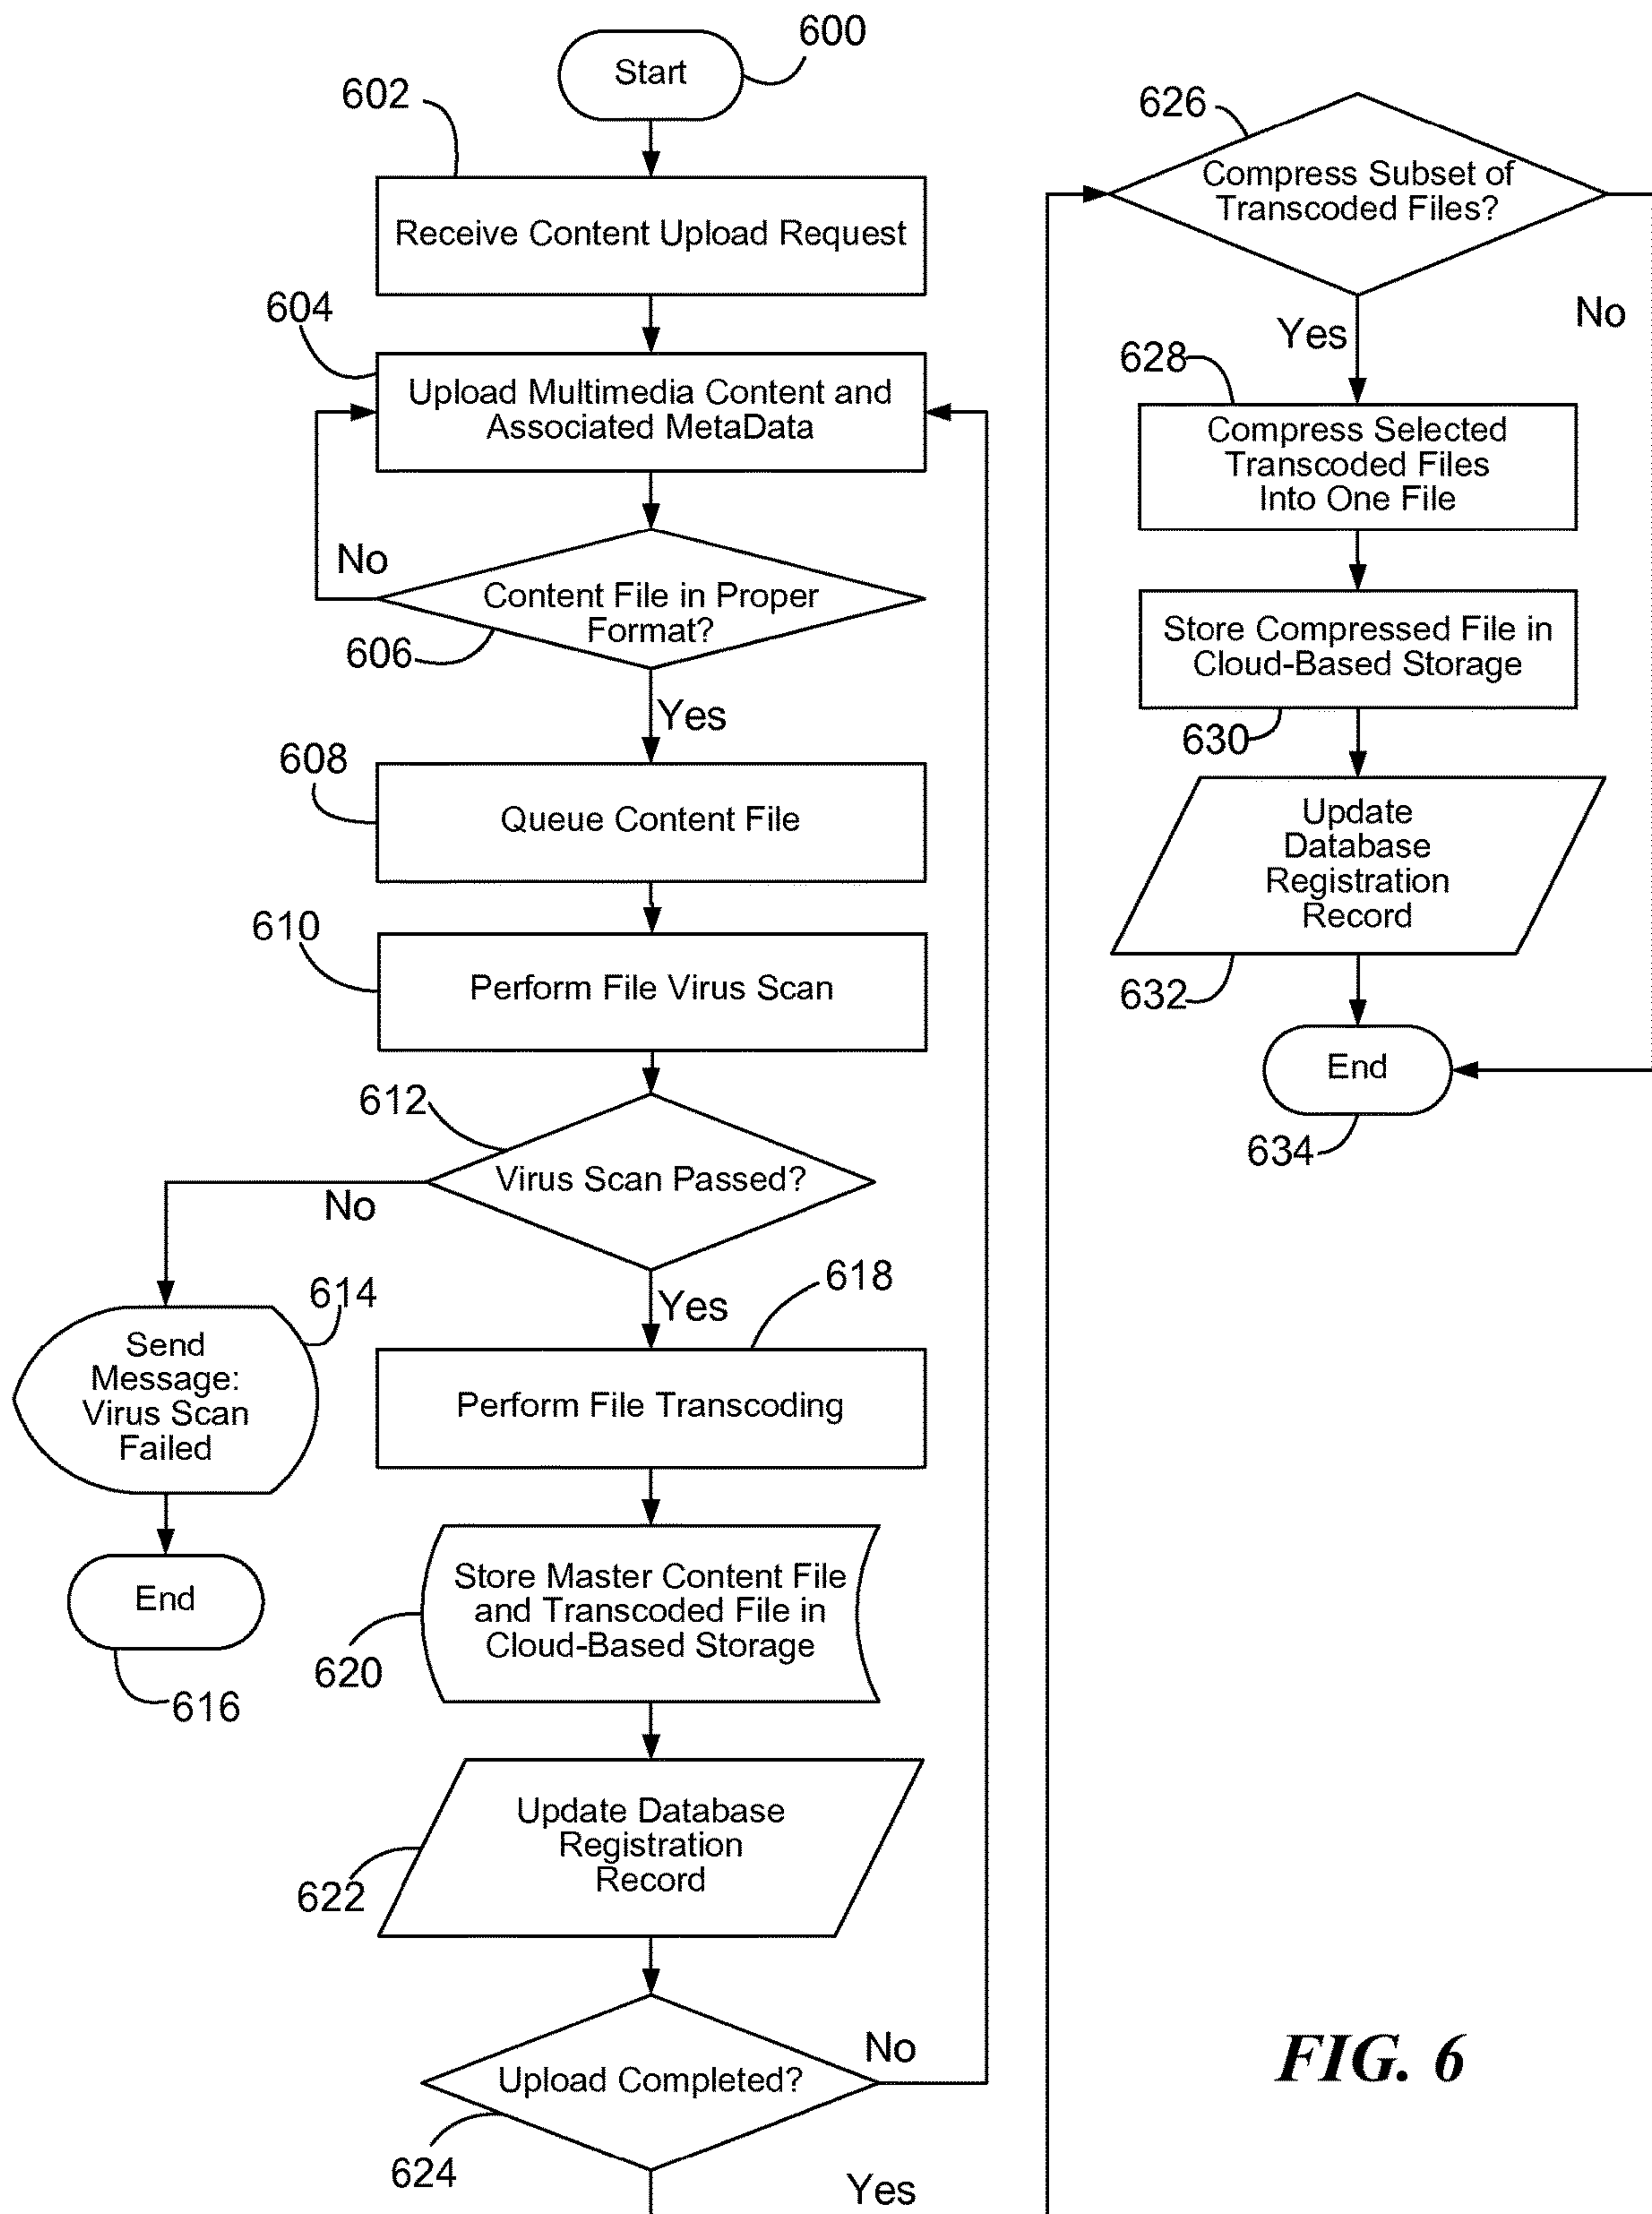 600
Start
602
Receive Content Upload Request
604
Upload Multimedia Content and
Associated MetaData
No
Content File in Proper
Format?
606
Yes
608
Queue Content File
610
Perform File Virus Scan
612
Virus Scan Passed?
No
614
Send
Message:
Virus Scan
Failed
End
616
Yes
618
Perform File Transcoding
Store Master Content File
and Transcoded File in
Cloud-Based Storage
620
Update Database
Registration
Record
622
Upload Completed?
No
624
Yes
626
Compress Subset of
Transcoded Files?
No
Yes
628
Compress Selected
Transcoded Files
Into One File
Store Compressed File in
Cloud-Based Storage
630
Update
Database
Registration
Record
632
End
634
FIG. 6